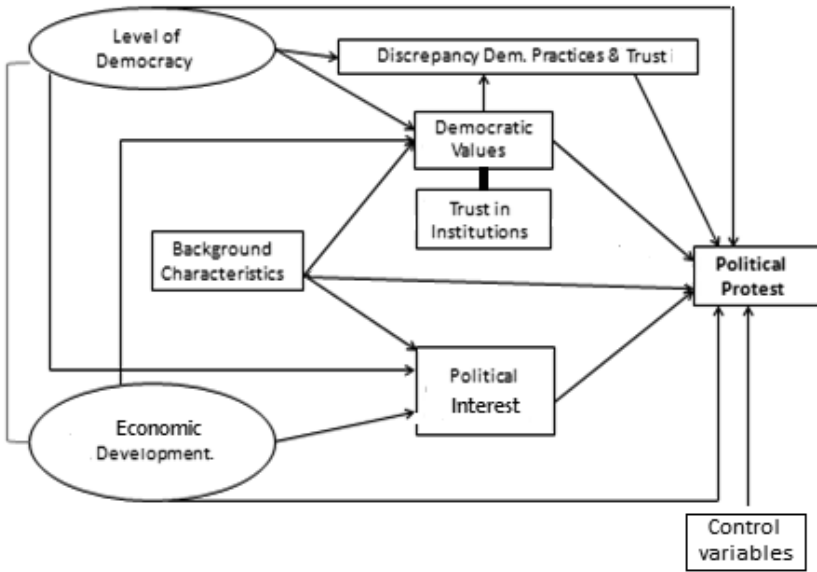 Level of
Democracy
Discrepancy Dem. Practices & Trust i
Democratic
Values
Trust in
Institutions
Background
Characteristics
Political
Protest
Political
Interest
Economic
Development.
Control
variables